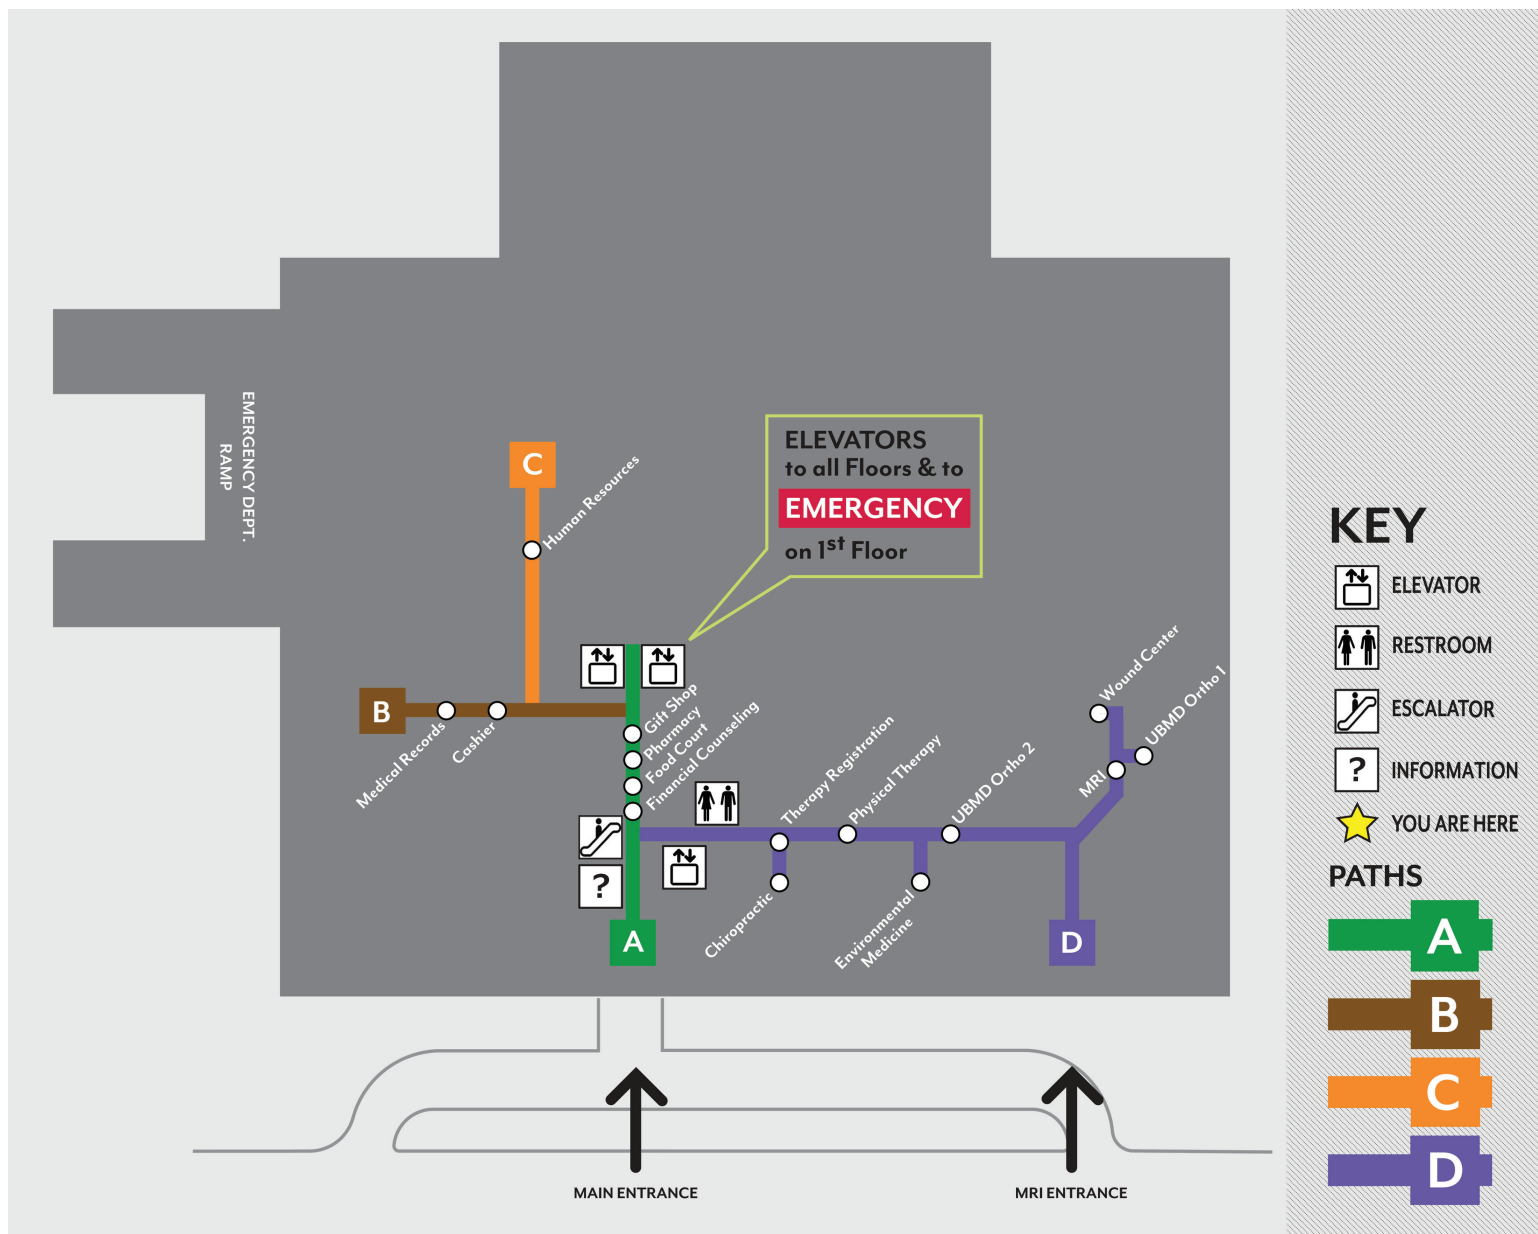 EMERGENCY DEPT.
RAMP
C
Human Resources
ELEVATORS
to all Floors & to
EMERGENCY
on 1st Floor
B
Medical Records
Cashier
Gift Shop
Pharmacy
Food Court
Financial Counseling
?
A
Therapy Registration
Chiropractic
Physical Therapy
Environmental
Medicine
UBMD Ortho 2
MRI
Wound Center
UBMD Ortho 1
D
MAIN ENTRANCE
MRI ENTRANCE
KEY
ELEVATOR
RESTROOM
ESCALATOR
? INFORMATION
YOU ARE HERE
PATHS
A
B
C
D